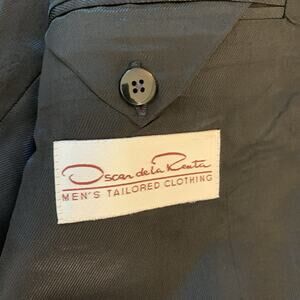 Oscar de la Renta
MEN'S TAILORED CLOTHING